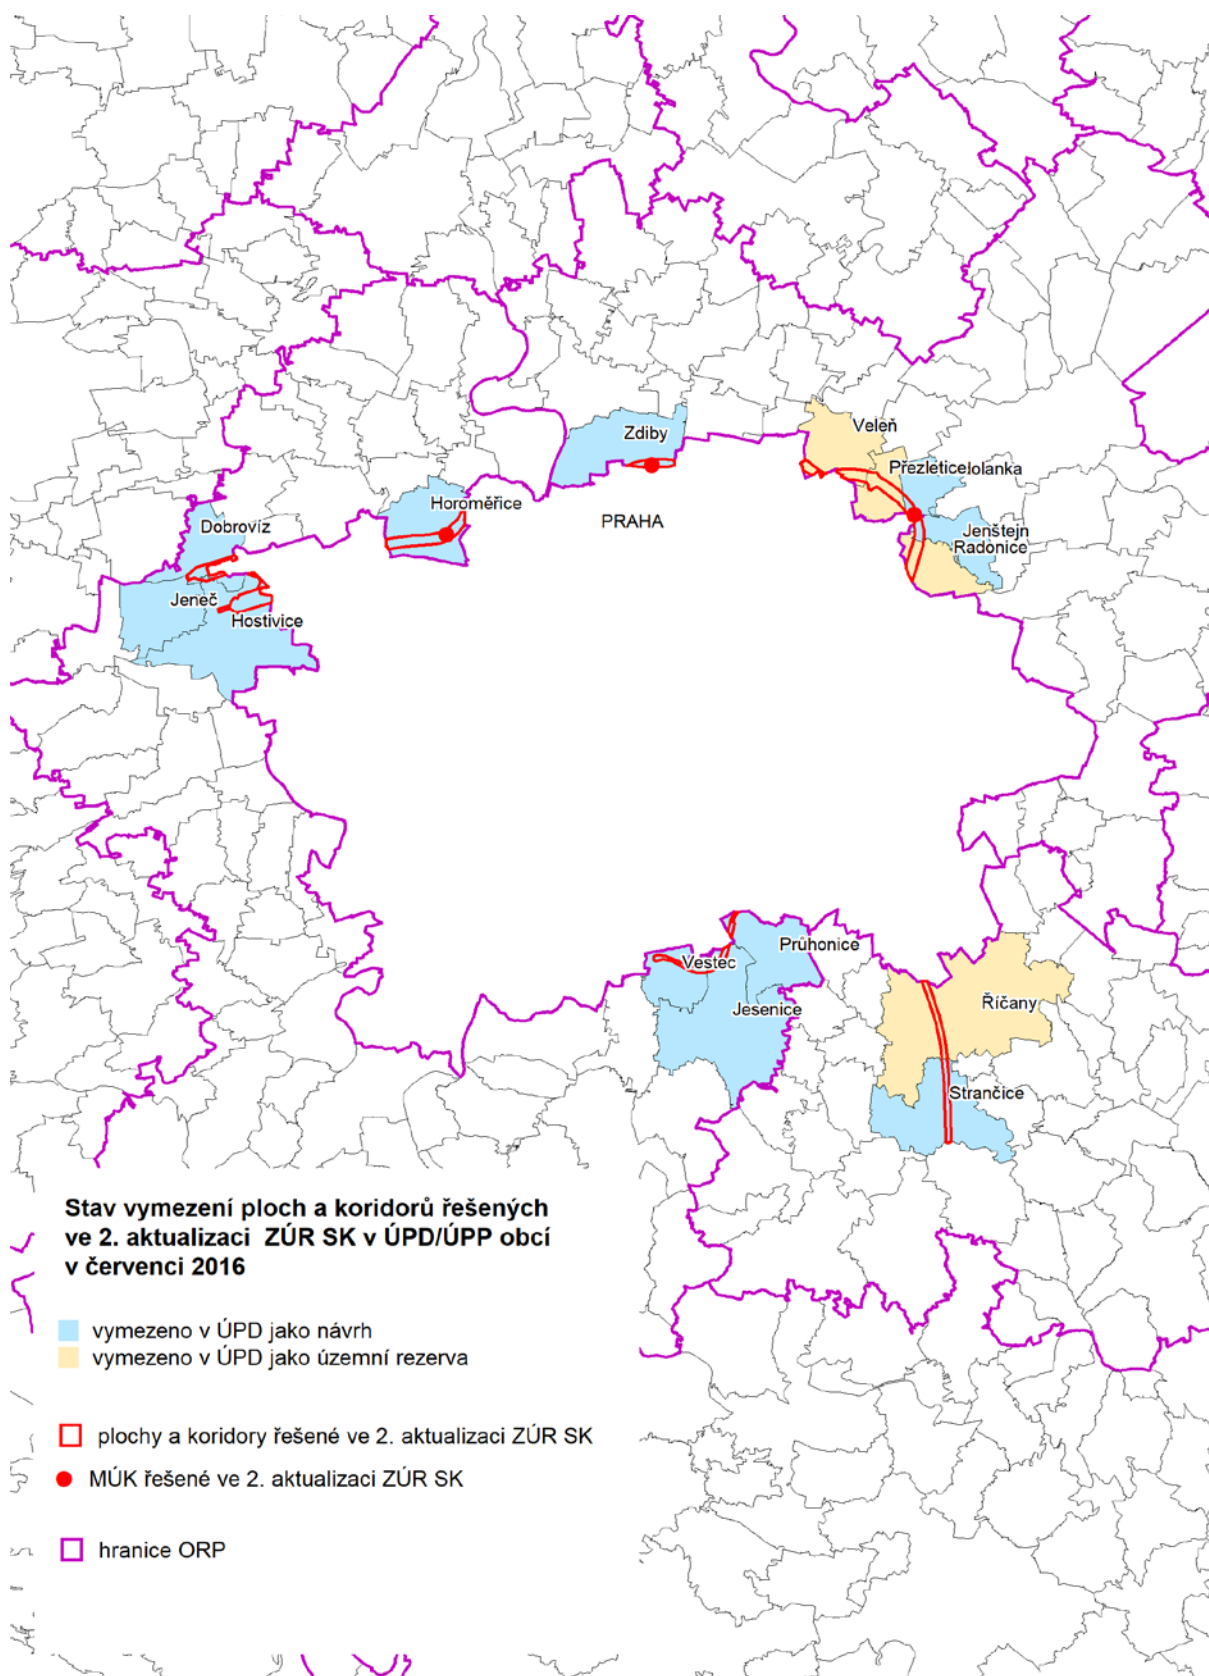 Veleň
Zdiby
Přezletice
Jolanka
Horoměřice
PRAHA
Dobrovíz
Jenštejn
Radonice
Jeneč
Hostivice
Průhonice
Vestec
Říčany
Jesenice
Strančice
Stav vymezení ploch a koridorů řešených
ve 2. aktualizaci ZÚR SK v ÚPD/ÚPP obcí
v červenci 2016
vymezeno v ÚPD jako návrh
vymezeno v ÚPD jako územní rezerva
plochy a koridory řešené ve 2. aktualizaci ZÚR SK
MÚK řešené ve 2. aktualizaci ZÚR SK
hranice ORP